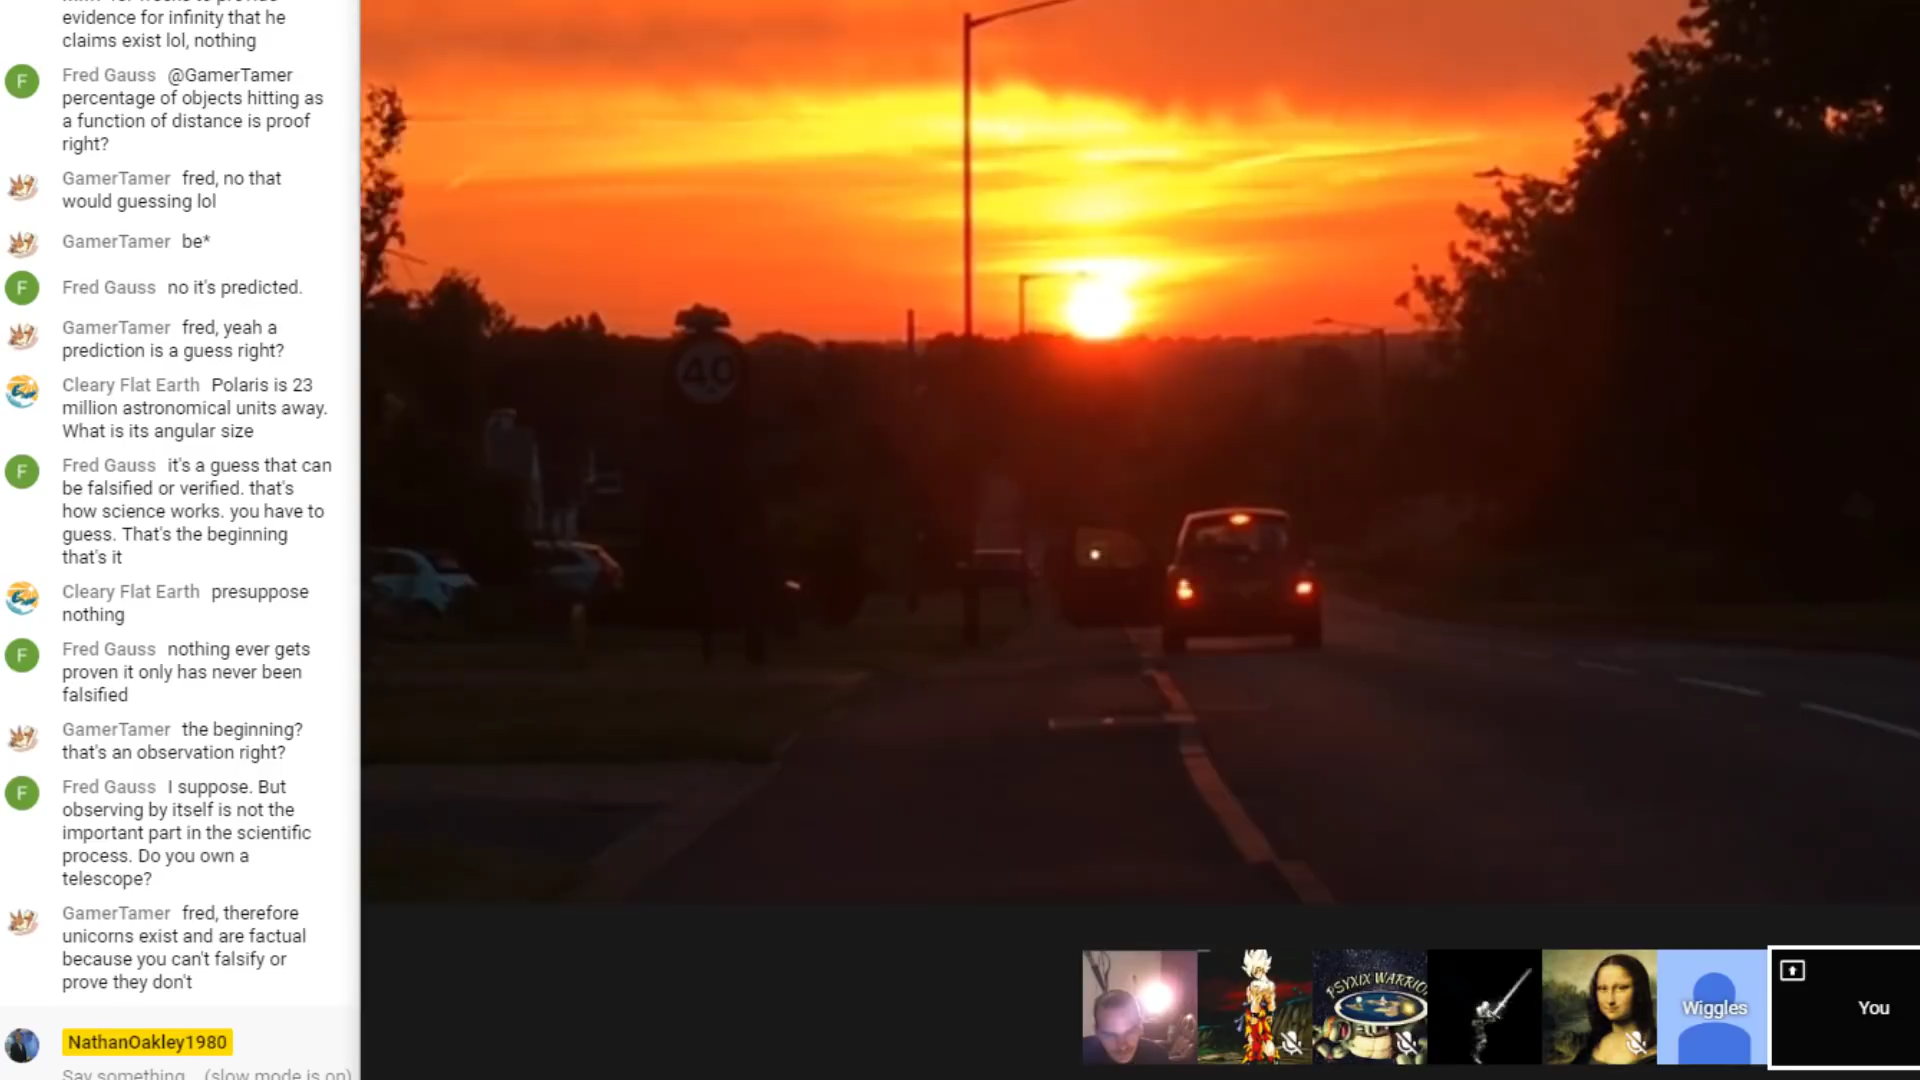 evidence for infinity that he
claims exist lol, nothing
Fred Gauss @GamerTamer
percentage of objects hitting as
a function of distance is proof
right?
GamerTamer fred, no that
would guessing lol
GamerTamer be*
Fred Gauss no it's predicted.
GamerTamer fred, yeah a
prediction is a guess right?
Cleary Flat Earth Polaris is 23
million astronomical units away.
What is its angular size
Fred Gauss it's a guess that can
be falsified or verified. that's
how science works. you have to
guess. That's the beginning
that's it
Cleary Flat Earth presuppose
nothing
Fred Gauss nothing ever gets
proven it only has never been
falsified
GamerTamer the beginning?
that's an observation right?
Fred Gauss I suppose. But
observing by itself is not the
important part in the scientific
process. Do you own a
telescope?
GamerTamer fred, therefore
unicorns exist and are factual
because you can't falsify or
prove they don't
NathanOakley1980
Say something... (slow mode is on)
F
F
F
F
F
40
PSYXIX WARRIO
Wiggles
You